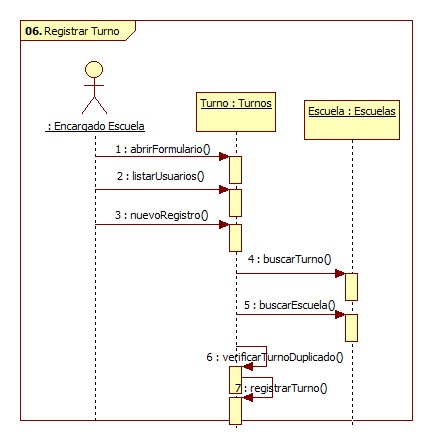 06. Registrar Turno
Turno : Turnos
Escuela : Escuelas
: Encargado Escuela
1 : abrirFormulario()
2 : listarUsuarios()
3 : nuevoRegistro()
4 : buscarTurno()
5 : buscarEscuela()
6 : verificarTurnoDuplicado()
7 : registrarTurno()